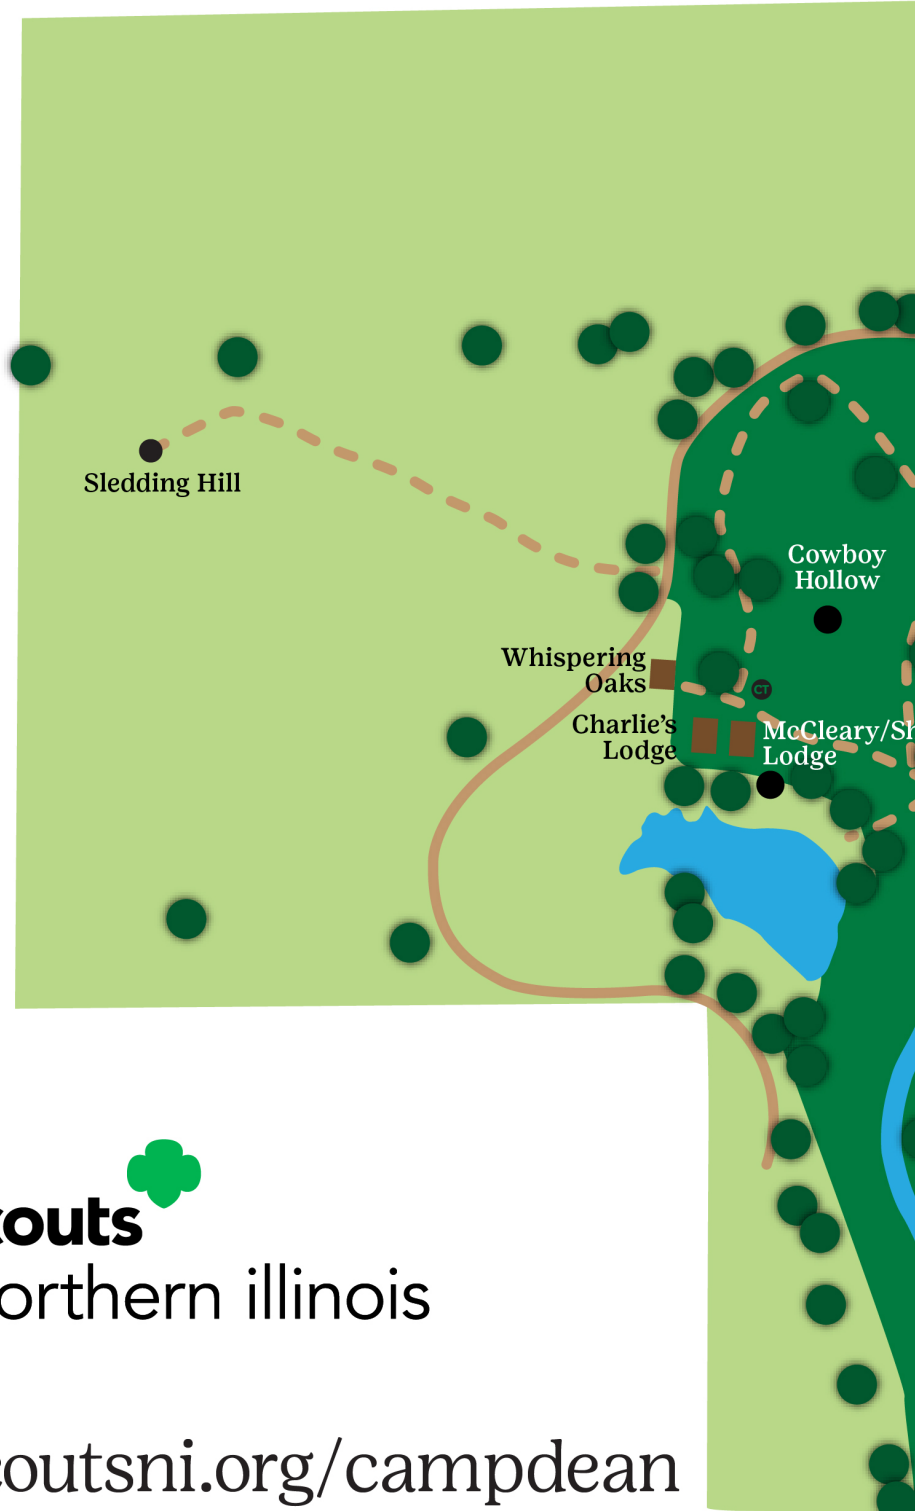 Sledding Hill
Cowboy
Hollow
Whispering
Oaks
CT
Charlie's
Lodge
McCleary/Sh
Lodge
couts
orthern illinois
coutsni.org/campdean